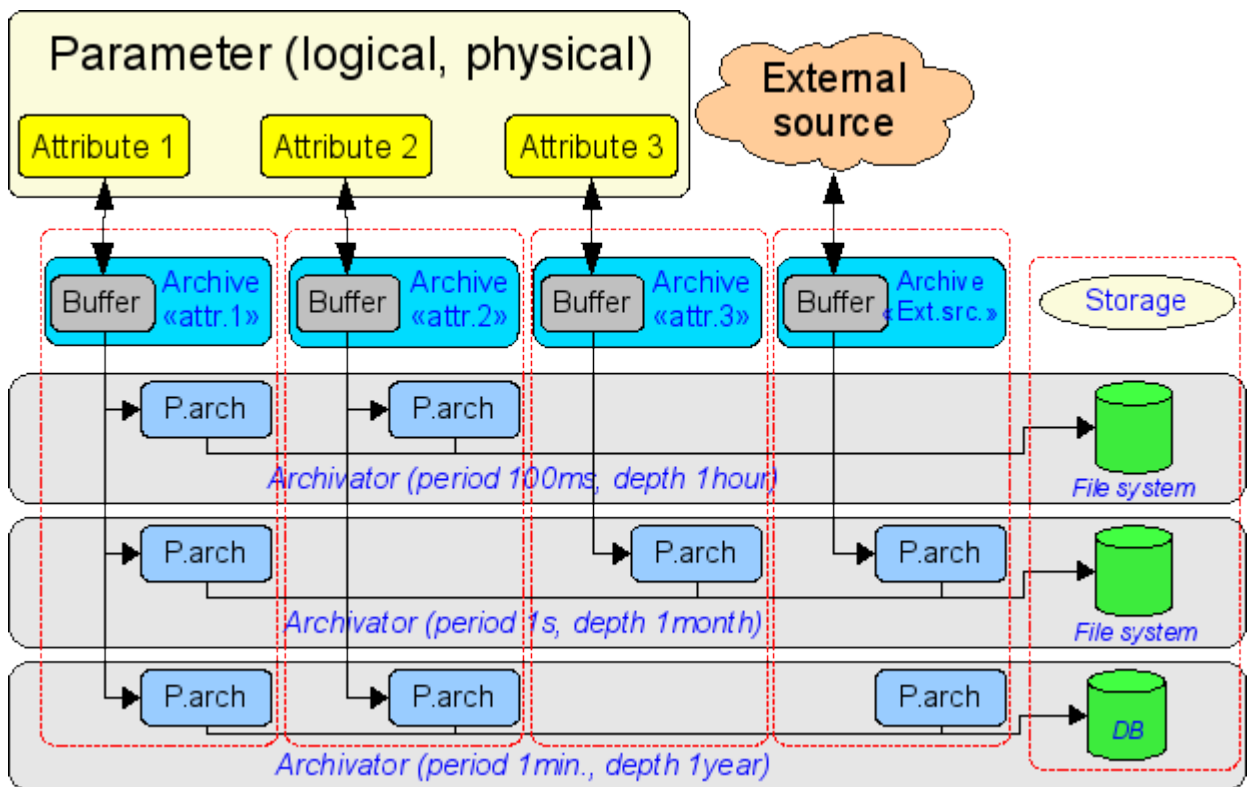 Parameter (logical, physical)
External
source
Attribute 1
Attribute 2
Attribute 3
Buffer
Archive
«attr.1»
Buffer
Archive
«attr.2»
Buffer
Archive
«attr.3»
Buffer
Archive
«Ext.src.»
Storage
P.arch
P.arch
Archivator (period 100ms, depth 1hour)
File system
P.arch
P.arch
P.arch
Archivator (period 1s, depth 1month)
File system
P.arch
P.arch
P.arch
DB
Archivator (period 1min., depth 1year)